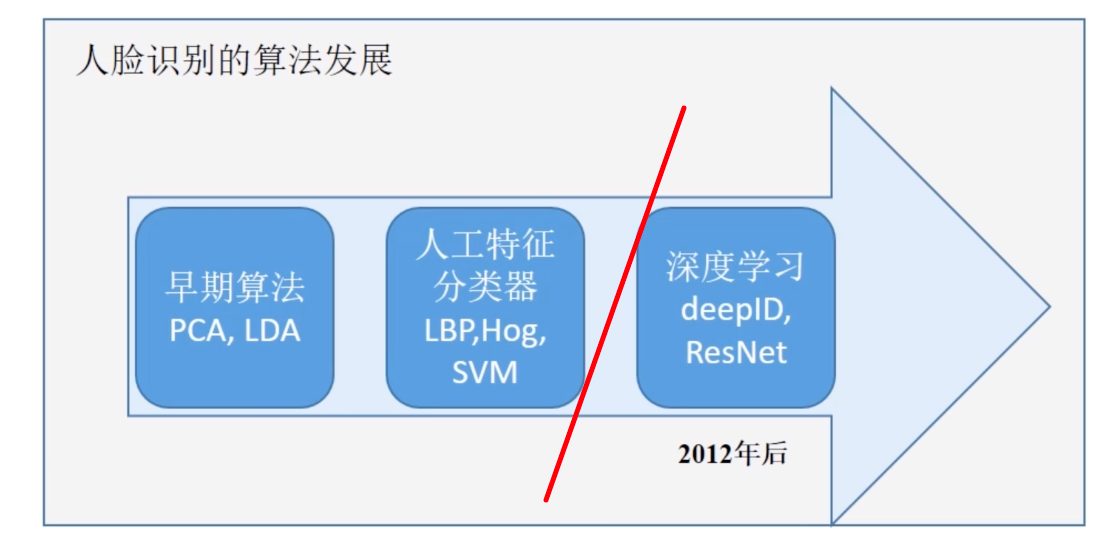 人脸识别的算法发展
早期算法
PCA, LDA
人工特征
分类器
LBP,Hog,
SVM
深度学习
deepID,
ResNet
2012年后